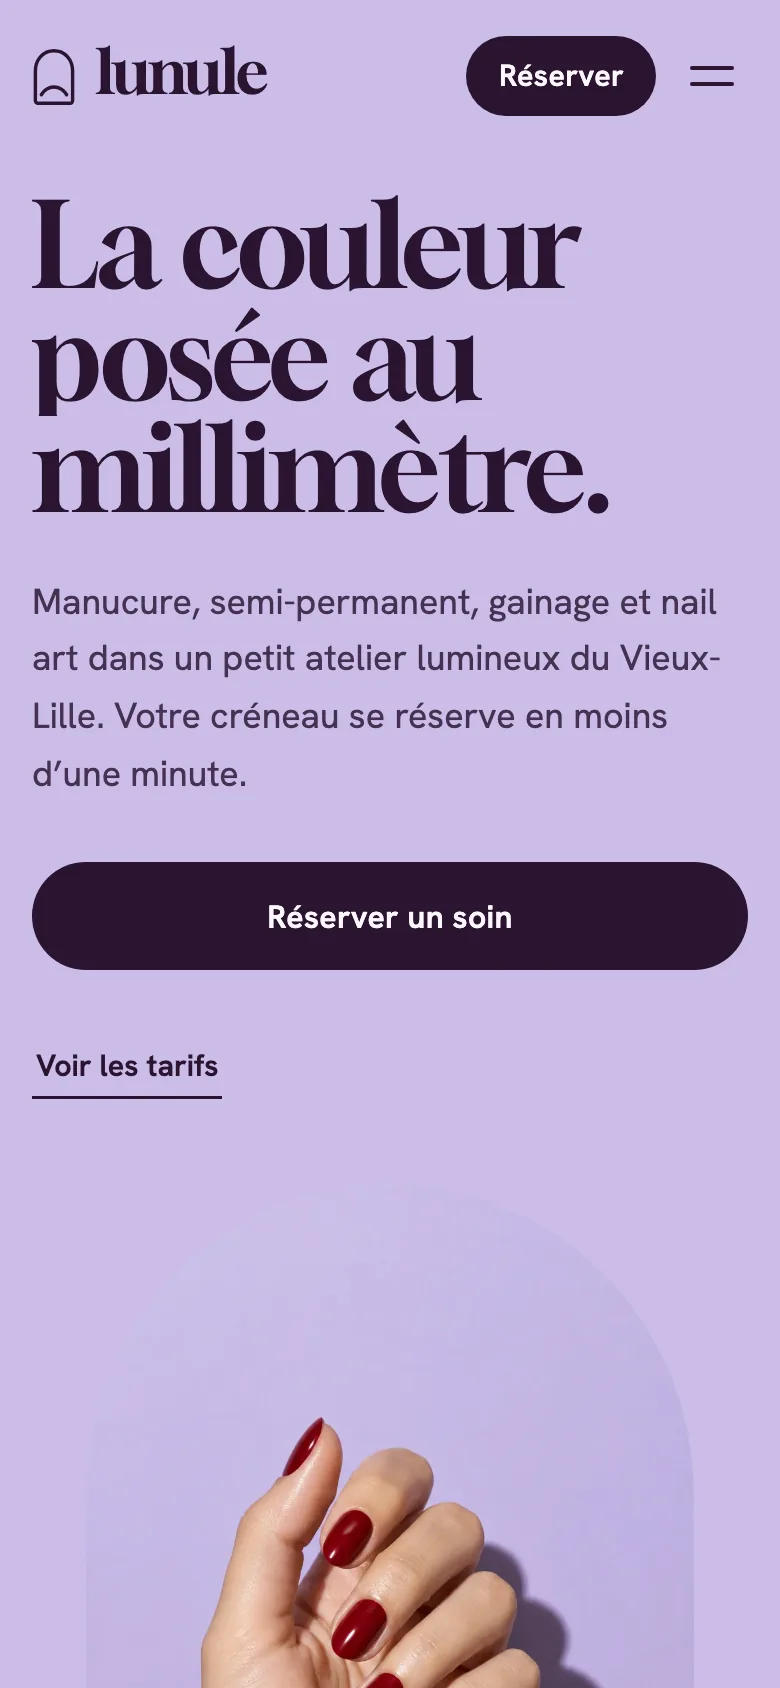 lunule
Réserver
La couleur
posée au
millimètre.
Manucure, semi-permanent, gainage et nail
art dans un petit atelier lumineux du Vieux-
Lille. Votre créneau se réserve en moins
d’une minute.
Réserver un soin
Voir les tarifs